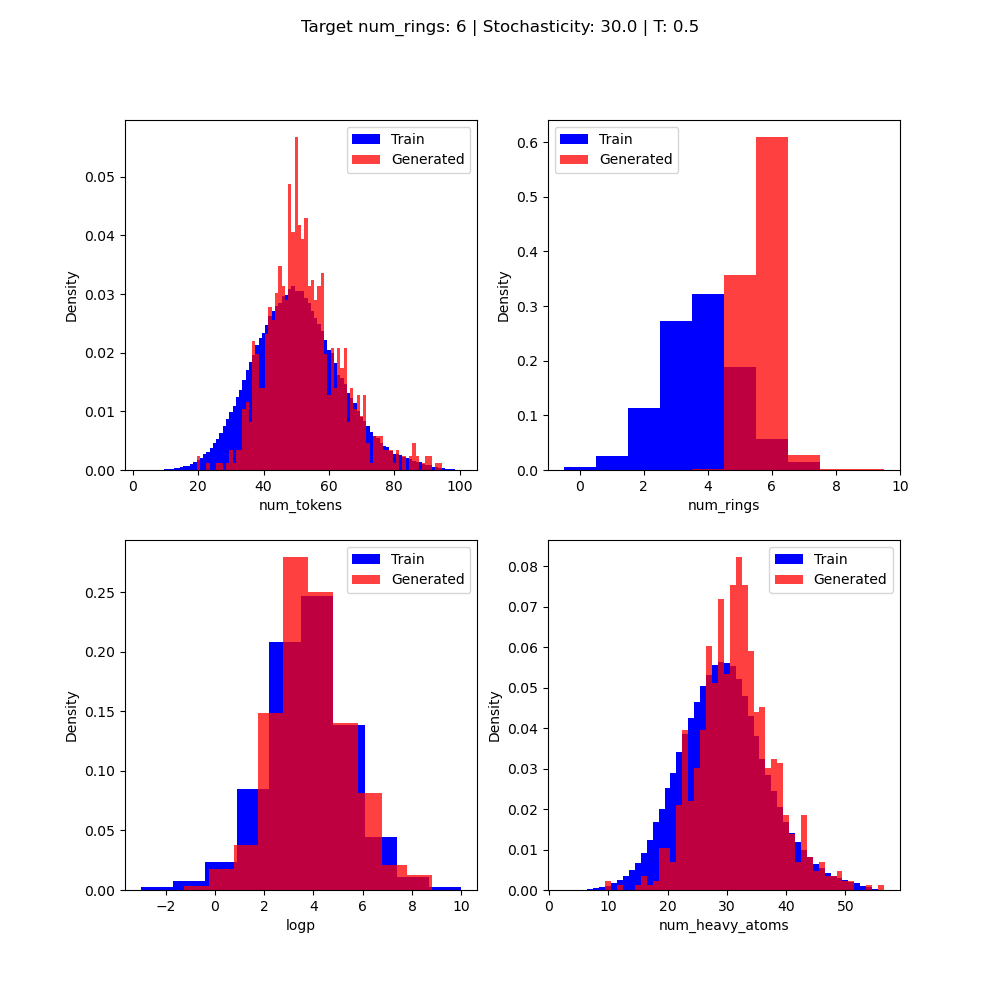 Target num_rings: 6 | Stochasticity: 30.0 | T: 0.5
Train
Generated
0.05
0.04
0.03
0.02
0.01
0.00
Density
0 20 40 60 80 100
num_tokens
Train
Generated
0.6
0.5
0.4
0.3
0.2
0.1
0.0
Density
0 2 4 6 8 10
num_rings
Train
Generated
0.25
0.20
0.15
0.10
0.05
0.00
Density
−2 0 2 4 6 8 10
logp
Train
Generated
0.08
0.07
0.06
0.05
0.04
0.03
0.02
0.01
0.00
Density
0 10 20 30 40 50
num_heavy_atoms